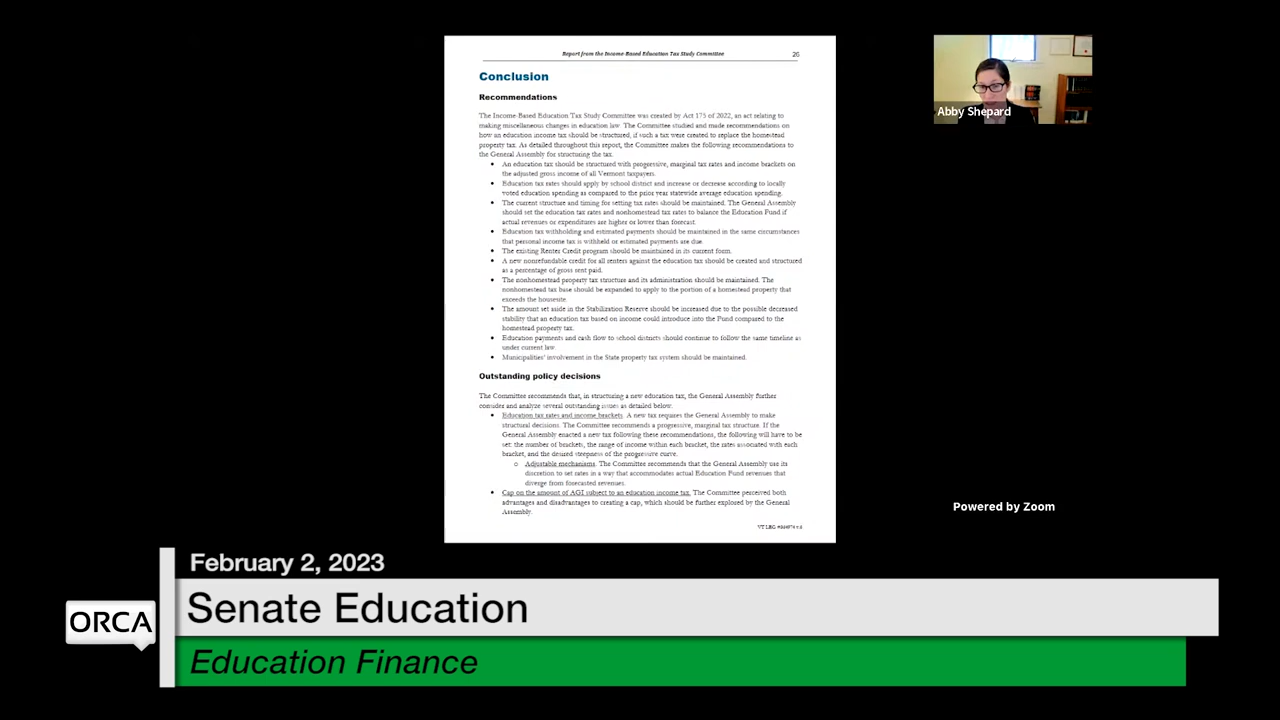 Report from the Income-Based Education Tax Study Committee 26
Conclusion
Recommendations
The Income-Based Education Tax Study Committee was created by Act 175 of 2022, an act relating to
making miscellaneous changes in education law. The Committee studied and made recommendations on
how an education income tax should be structured, if such a tax were created to replace the homestead
property tax. As detailed throughout this report, the Committee makes the following recommendations to
the General Assembly for structuring the tax.
• An education tax should be structured with progressive, marginal tax rates and income brackets on
the adjusted gross income of all Vermont taxpayers.
• Education tax rates should apply by school district and increase or decrease according to locally
voted education spending as compared to the prior year statewide average education spending.
• The current structure and timing for setting tax rates should be maintained. The General Assembly
should set the education tax rates and nonhomestead tax rates to balance the Education Fund if
actual revenues or expenditures are higher or lower than forecast.
• Education tax withholding and estimated payments should be maintained in the same circumstances
that personal income tax is withheld or estimated payments are due.
• The existing Renter Credit program should be maintained in its current form.
• A new nonrefundable credit for all renters against the education tax should be created and structured
as a percentage of gross rent paid.
• The nonhomestead property tax structure and its administration should be maintained. The
nonhomestead tax base should be expanded to apply to the portion of a homestead property that
exceeds the housesite.
• The amount set aside in the Stabilization Reserve should be increased due to the possible decreased
stability that an education tax based on income could introduce into the Fund compared to the
homestead property tax.
• Education payments and cash flow to school districts should continue to follow the same timeline as
under current law.
• Municipalities' involvement in the State property tax system should be maintained.
Outstanding policy decisions
The Committee recommends that, in structuring a new education tax, the General Assembly further
consider and analyze several outstanding issues as detailed below.
• Education tax rates and income brackets. A new tax requires the General Assembly to make
structural decisions. The Committee recommends a progressive, marginal tax structure. If the
General Assembly enacted a new tax following these recommendations, the following will have to be
set: the number of brackets, the range of income within each bracket, the rates associated with each
bracket, and the desired steepness of the progressive curve.
○ Adjustable mechanisms. The Committee recommends that the General Assembly use its
discretion to set rates in a way that accommodates actual Education Fund revenues that
diverge from forecasted revenues.
• Cap on the amount of AGI subject to an education income tax. The Committee perceived both
advantages and disadvantages to creating a cap, which should be further explored by the General
Assembly.
VT LEG
Abby Shepard
Powered by Zoom
February 2, 2023
ORCA
Senate Education
Education Finance